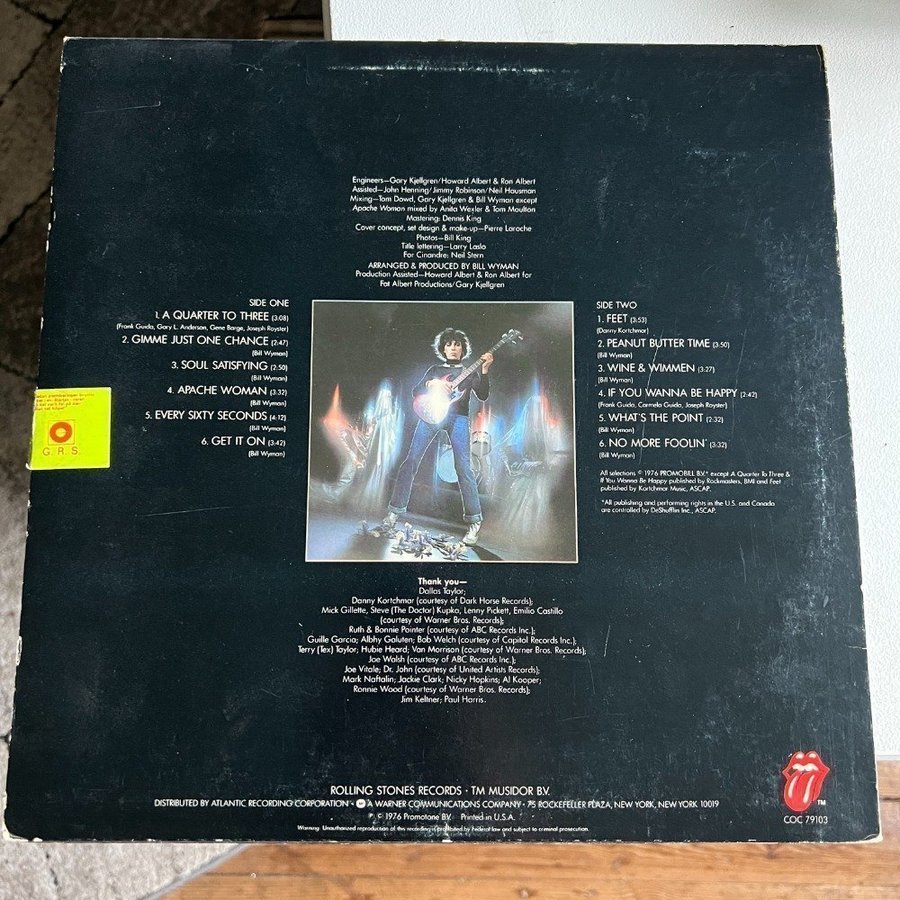 Engineers—Gary Kjellgren/Howard Albert & Ron Albert
Assisted—John Henning/Jimmy Robinson/Neil Hausman
Mixing—Tom Dowd, Gary Kjellgren & Bill Wyman except
Apache Woman mixed by Anita Wexler & Tom Moulton
Mastering: Dennis King
Cover concept, set design & make-up—Pierre Laroche
Photos—Bill King
Title lettering—Larry Laslo
For Cinandre: Neil Stern
ARRANGED & PRODUCED BY BILL WYMAN
Production Assisted—Howard Albert & Ron Albert for
Fat Albert Productions/Gary Kjellgren
SIDE ONE
1. A QUARTER TO THREE (3:08)
(Frank Guida, Gary L. Anderson, Gene Barge, Joseph Royster)
2. GIMME JUST ONE CHANCE (2:47)
(Bill Wyman)
3. SOUL SATISFYING (2:50)
(Bill Wyman)
4. APACHE WOMAN (3:32)
(Bill Wyman)
5. EVERY SIXTY SECONDS (4:12)
(Bill Wyman)
6. GET IT ON (3:42)
(Bill Wyman)
SIDE TWO
1. FEET (3:53)
(Danny Kortchmar)
2. PEANUT BUTTER TIME (3:50)
(Bill Wyman)
3. WINE & WIMMEN (3:27)
(Bill Wyman)
4. IF YOU WANNA BE HAPPY (2:42)
(Frank Guida, Carmela Guida, Joseph Royster)
5. WHAT'S THE POINT (2:32)
(Bill Wyman)
6. NO MORE FOOLIN' (3:32)
(Bill Wyman)
All selections © 1976 PROMOBILL B.V.* except A Quarter To Three &
If You Wanna Be Happy published by Rockmasters, BMI and Feet
published by Kortchmar Music, ASCAP.
*All publishing and performing rights in the U.S. and Canada
are controlled by DeShufflin Inc., ASCAP.
G. R. S.
Thank you—
Dallas Taylor;
Danny Kortchmar (courtesy of Dark Horse Records);
Mick Gillette, Steve (The Doctor) Kupka, Lenny Pickett, Emilio Castillo
(courtesy of Warner Bros. Records);
Ruth & Bonnie Pointer (courtesy of ABC Records Inc.);
Guille Garcia; Albhy Galuten; Bob Welch (courtesy of Capitol Records Inc.);
Terry (Tex) Taylor; Hubie Heard; Van Morrison (courtesy of Warner Bros. Records);
Joe Walsh (courtesy of ABC Records Inc.);
Joe Vitale; Dr. John (courtesy of United Artists Records);
Mark Naftalin; Jackie Clark; Nicky Hopkins; Al Kooper;
Ronnie Wood (courtesy of Warner Bros. Records);
Jim Keltner; Paul Harris.
ROLLING STONES RECORDS • TM MUSIDOR B.V.
DISTRIBUTED BY ATLANTIC RECORDING CORPORATION • A WARNER COMMUNICATIONS COMPANY • 75 ROCKEFELLER PLAZA, NEW YORK, NEW YORK 10019
℗ © 1976 Promotone B.V. Printed in U.S.A.
Warning: Unauthorized reproduction of this recording is prohibited by Federal law and subject to criminal prosecution.
TM
COC 79103